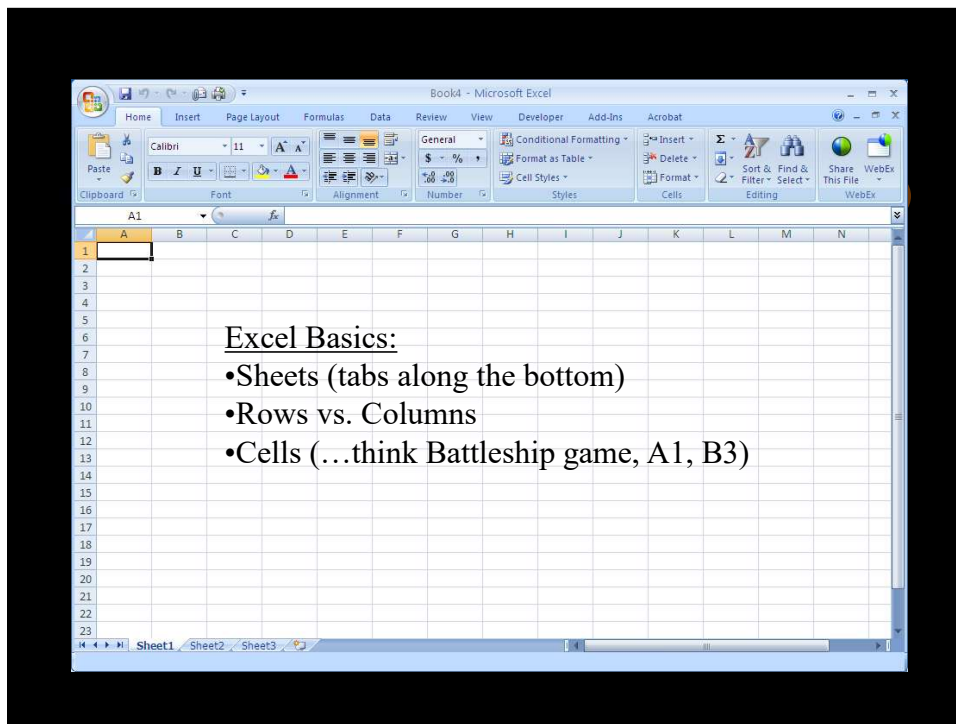 Book4 - Microsoft Excel
Home Insert Page Layout Formulas Data Review View Developer Add-Ins Acrobat
Calibri 11 A A General Conditional Formatting Insert Σ
B I U A $ % , Format as Table Delete
Paste .00 .00 Cell Styles Format Sort & Filter Find & Select Share This File WebEx
Clipboard Font Alignment Number Styles Cells Editing WebEx
A1 fx
A B C D E F G H I J K L M N
1
2
3
4
5
6
7
8
9
10
11
12
13
14
15
16
17
18
19
20
21
22
23
Excel Basics:
•Sheets (tabs along the bottom)
•Rows vs. Columns
•Cells (…think Battleship game, A1, B3)
Sheet1 Sheet2 Sheet3